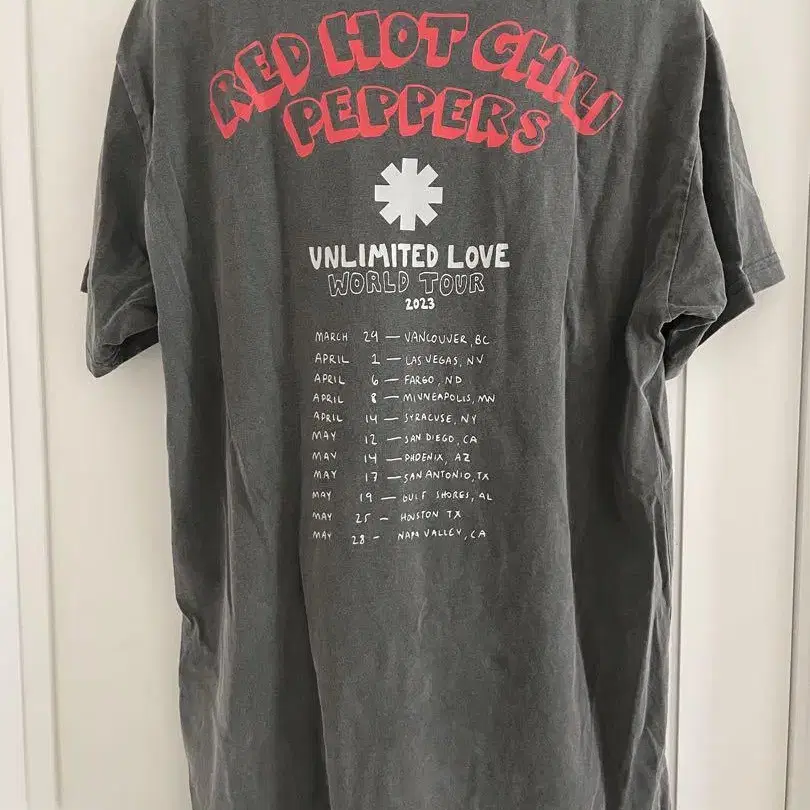 RED HOT CHILI
PEPPERS
UNLIMITED LOVE
WORLD TOUR
2023
MARCH 29 — VANCOUVER, BC
APRIL 1 — LAS VEGAS, NV
APRIL 6 — FARGO, ND
APRIL 8 — MINNEAPOLIS, MN
APRIL 14 — SYRACUSE, NY
MAY 12 — SAN DIEGO, CA
MAY 14 — PHOENIX, AZ
MAY 17 — SAN ANTONIO, TX
MAY 19 — GULF SHORES, AL
MAY 25 — HOUSTON TX
MAY 28 - NAPA VALLEY, CA